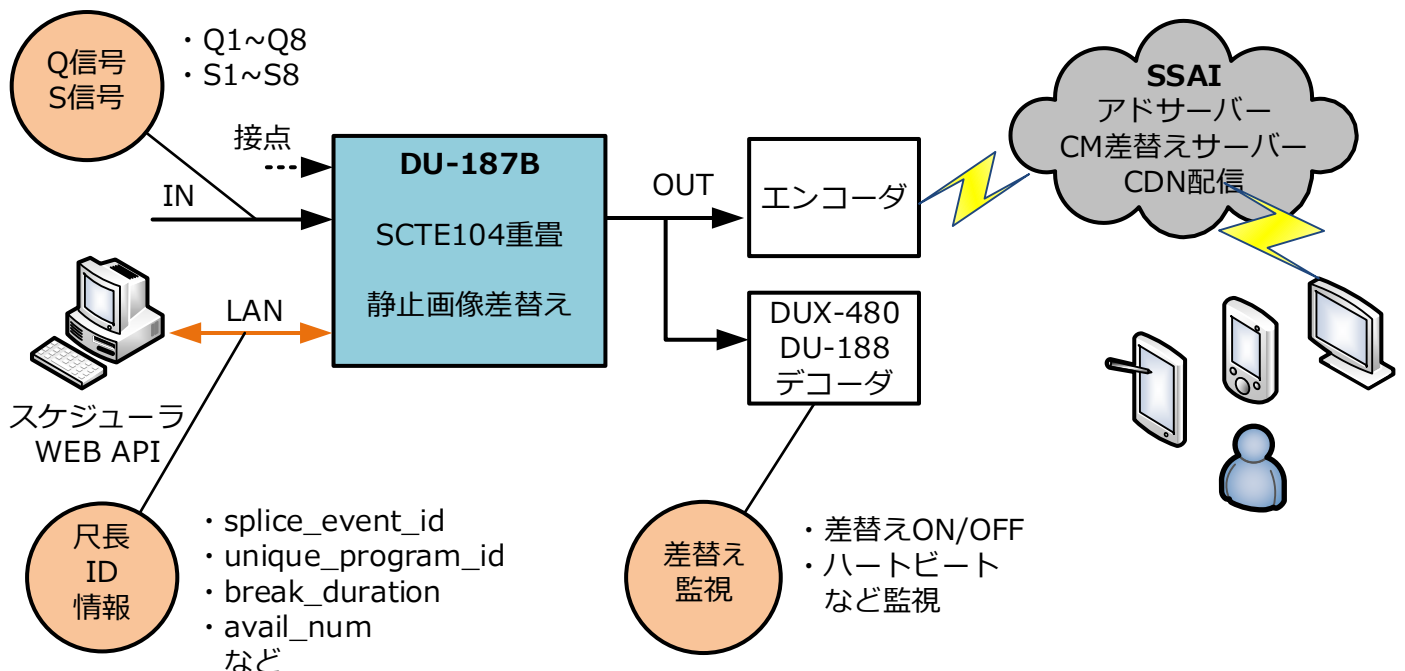 Q信号
S信号
・Q1~Q8
・S1~S8
接点
IN
DU-187B
SCTE104重畳
静止画像差替え
OUT
エンコーダ
SSAI
アドサーバー
CM差替えサーバー
CDN配信
LAN
スケジューラ
WEB API
DUX-480
DU-188
デコーダ
尺長
ID
情報
・splice_event_id
・unique_program_id
・break_duration
・avail_num
など
差替え
監視
・差替えON/OFF
・ハートビート
など監視